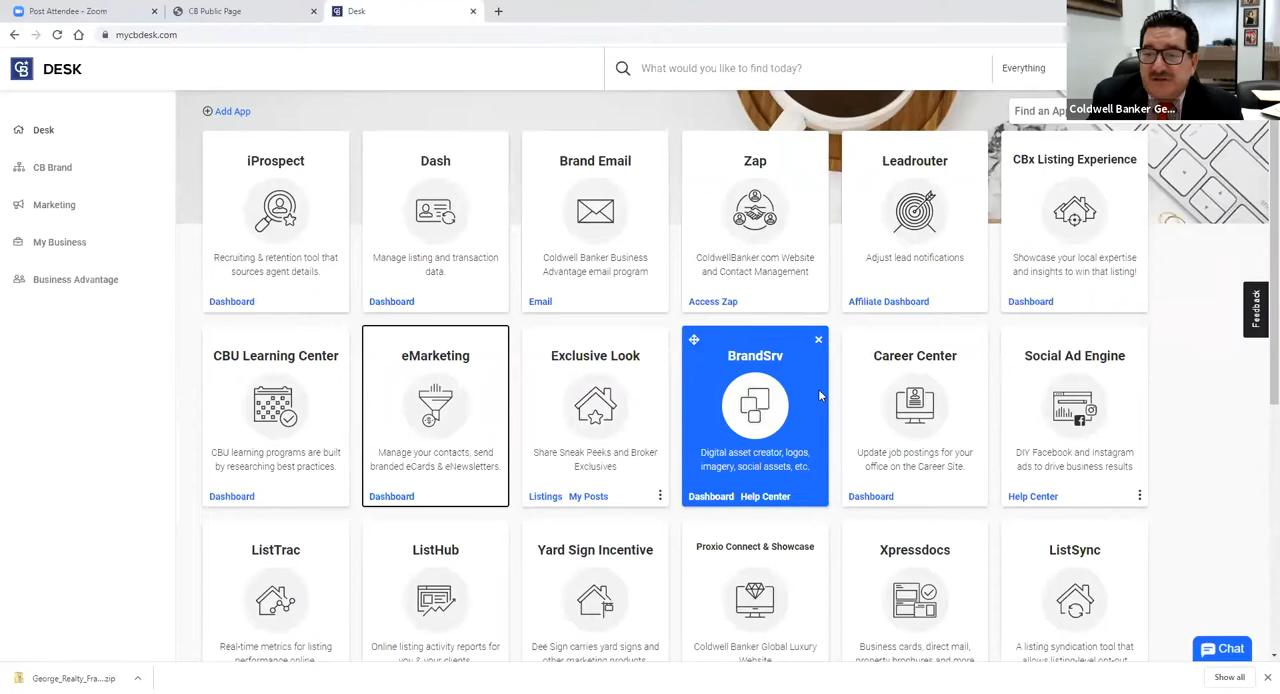 Post Attendee - Zoom
CB Public Page
Desk
mycbdesk.com
Coldwell Banker Ge...
CB
DESK
What would you like to find today?
Everything
Desk
CB Brand
Marketing
My Business
Business Advantage
Add App
Find an App
iProspect
Recruiting & retention tool that
sources agent details.
Dashboard
Dash
Manage listing and transaction
data.
Dashboard
Brand Email
Coldwell Banker Business
Advantage email program
Email
Zap
ColdwellBanker.com Website
and Contact Management
Access Zap
Leadrouter
Adjust lead notifications
Affiliate Dashboard
CBx Listing Experience
Showcase your local expertise
and insights to win that listing!
Dashboard
CBU Learning Center
CBU learning programs are built
by researching best practices.
Dashboard
eMarketing
Manage your contacts, send
branded eCards & eNewsletters.
Dashboard
Exclusive Look
Share Sneak Peeks and Broker
Exclusives
Listings My Posts
BrandSrv
Digital asset creator, logos,
imagery, social assets, etc.
Dashboard Help Center
Career Center
Update job postings for your
office on the Career Site.
Dashboard
Social Ad Engine
DIY Facebook and Instagram
ads to drive business results
Help Center
ListTrac
Real-time metrics for listing
performance online
ListHub
Online listing activity reports for
you & your clients
Yard Sign Incentive
Dee Sign carries yard signs and
other marketing products
Proxio Connect & Showcase
Coldwell Banker Global Luxury
Website
Xpressdocs
Business cards, direct mail,
property brochures and more
ListSync
A listing syndication tool that
allows listing-level opt-out
Feedback
Chat
George_Realty_Fra....zip
Show all